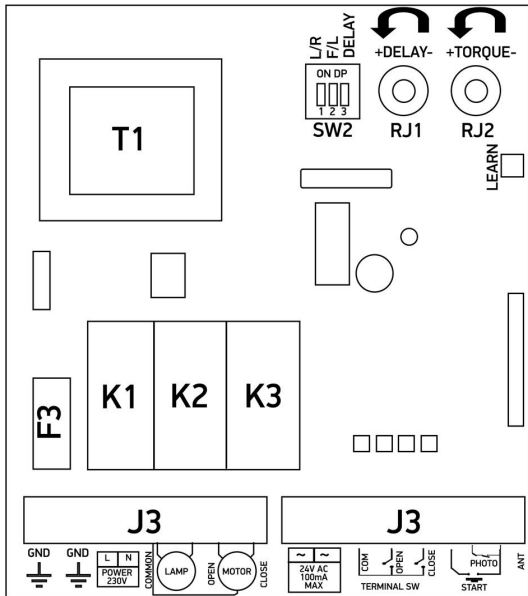 L/R
F/L
DELAY
ON DP
1 2 3
SW2
+DELAY-
RJ1
+TORQUE-
RJ2
LEARN
T1
F3
K1
K2
K3
J3
J3
GND
GND
L N
POWER
230V
COMMON
LAMP
OPEN
MOTOR
CLOSE
~ ~
24V AC
100mA
MAX
COM
OPEN
CLOSE
TERMINAL SW
PHOTO
START
ANT